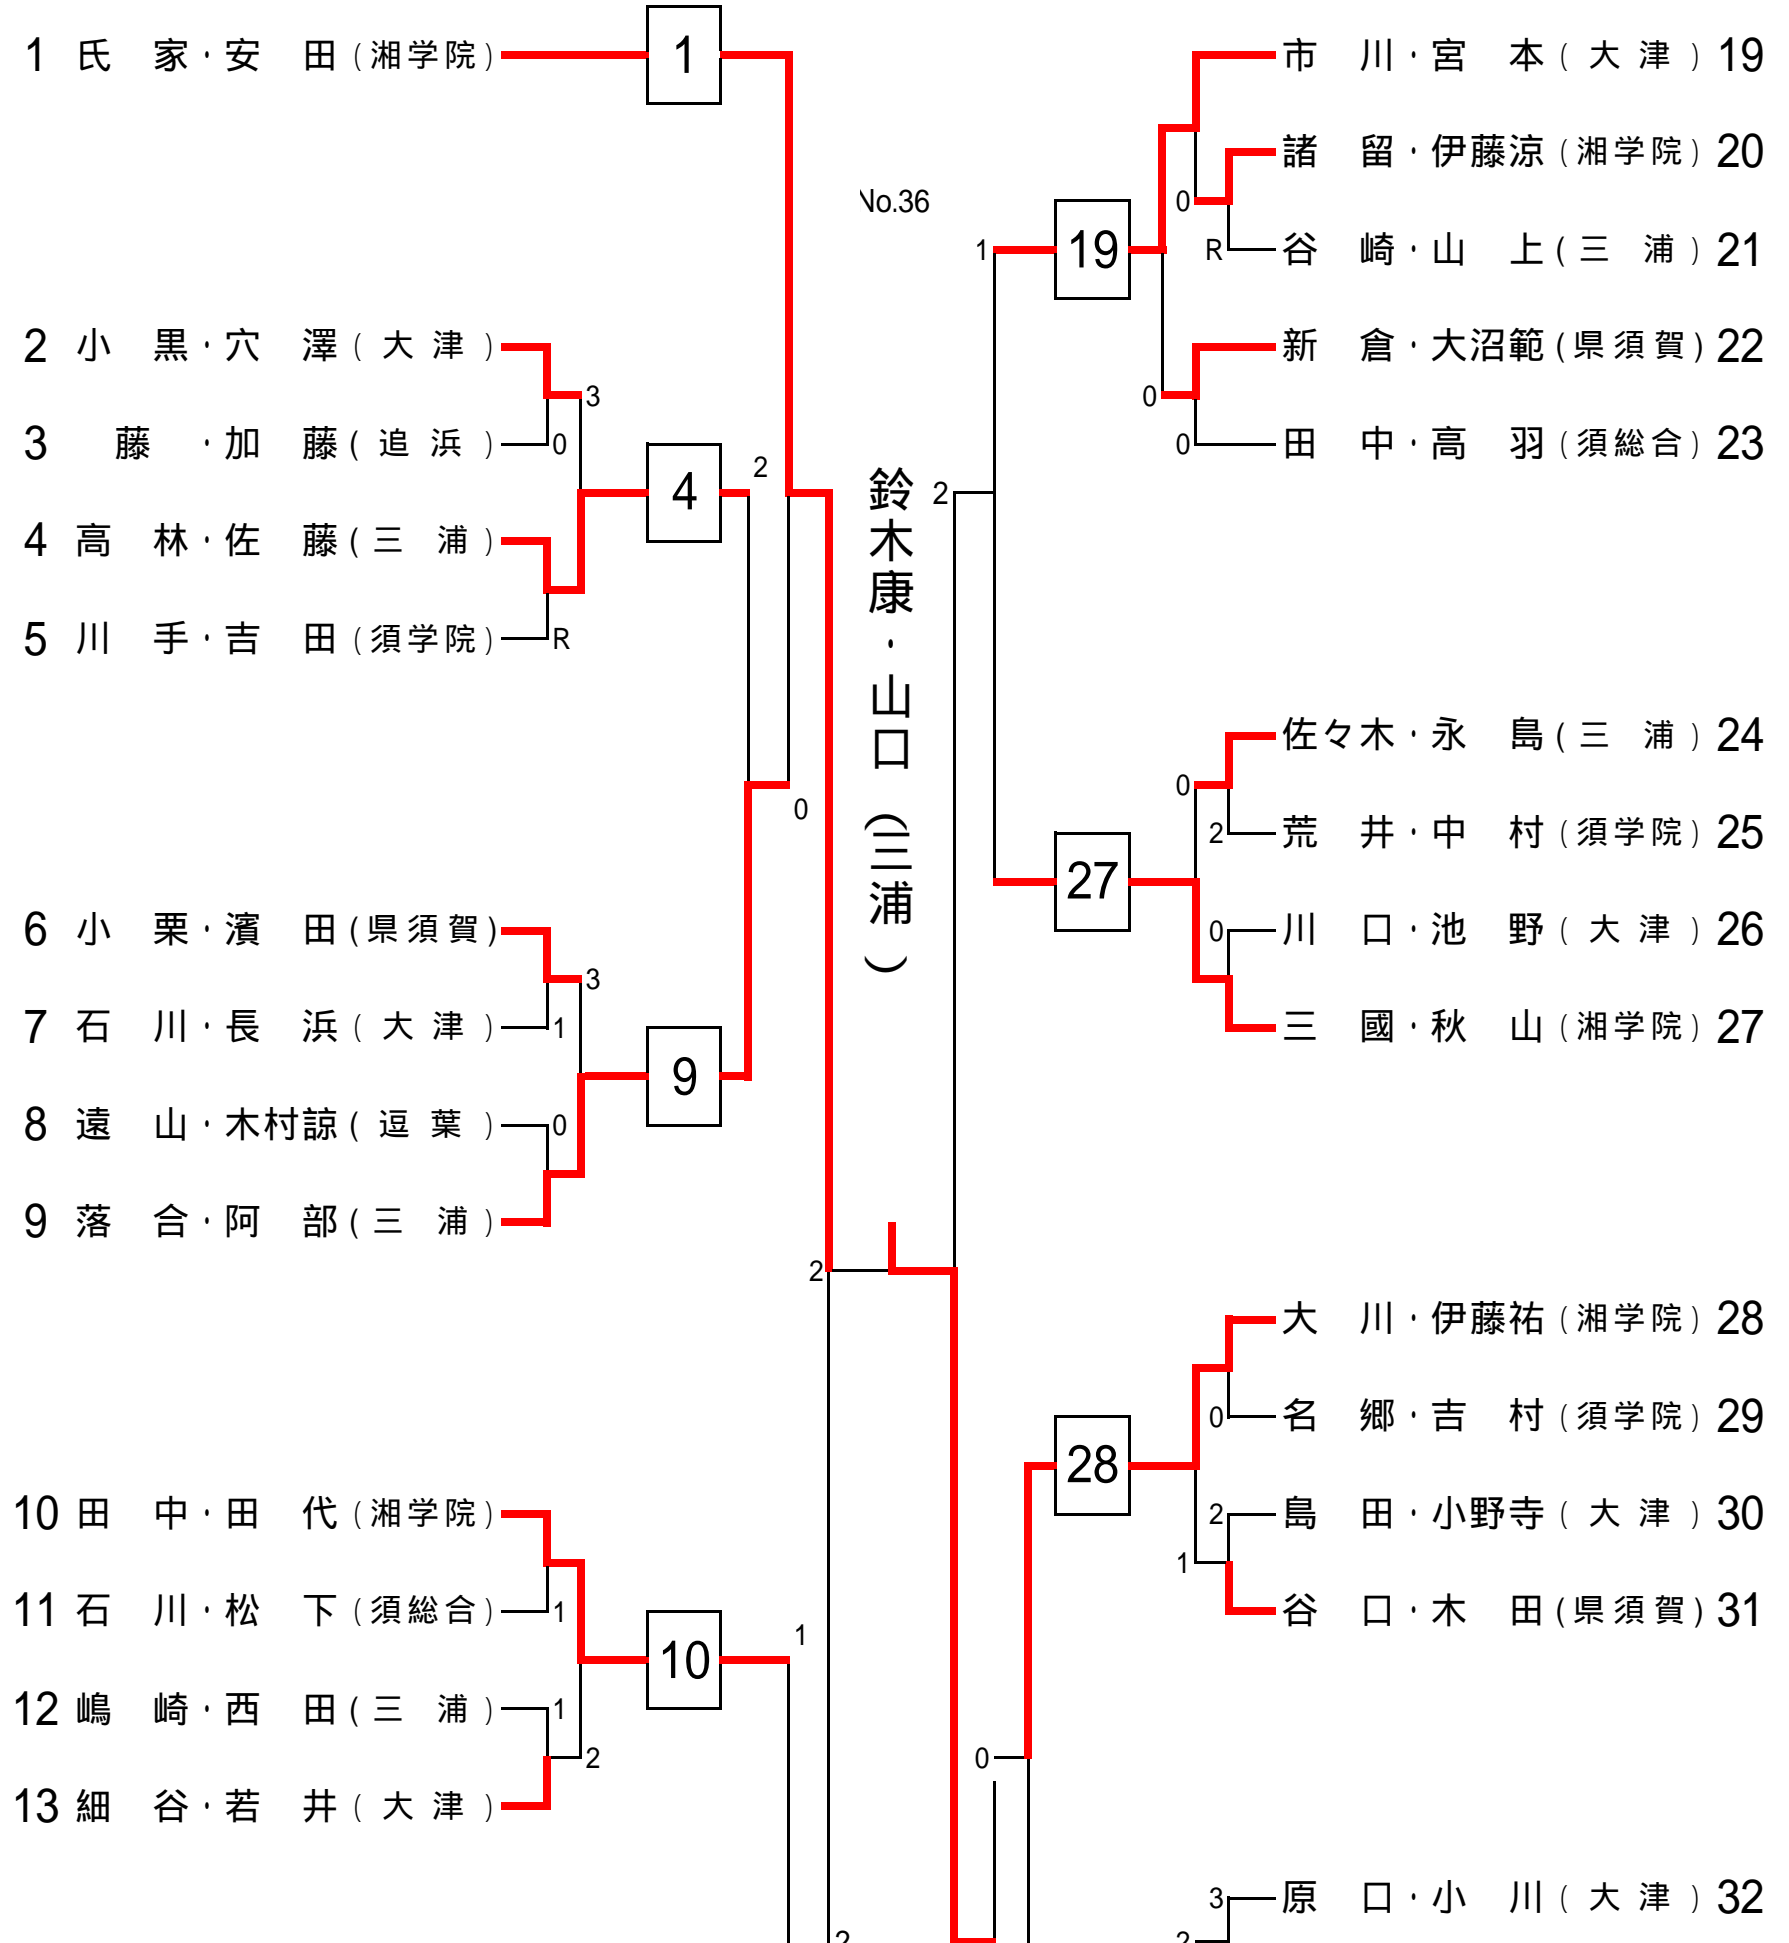 1 氏 家・安 田(湘学院)
1
2 小 黒・穴 澤(大津)
3
3 藤 ・加 藤(追浜)
0
4
2
4 高 林・佐 藤(三 浦)
5 川 手・吉 田(須学院)
R
0
6 小 栗・濱 田(県須賀)
3
7 石 川・長 浜(大津)
1
9
8 遠 山・木村諒(逗葉)
0
9 落 合・阿 部(三 浦)
2
10 田 中・田 代(湘学院)
11 石 川・松 下(須総合)
1
10
1
12 嶋 崎・西 田(三 浦)
1
2
13 細 谷・若 井(大津)
2
No.36
鈴木康・山口(三浦)
市 川・宮 本(大津)19
諸 留・伊藤涼(湘学院)20
0
19
1
R
谷 崎・山 上(三 浦)21
新 倉・大沼範(県須賀)22
0
0
田 中・高 羽(須総合)23
2
佐々木・永 島(三 浦)24
0
2
荒 井・中 村(須学院)25
27
0
川 口・池 野(大津)26
三 國・秋 山(湘学院)27
大 川・伊藤祐(湘学院)28
0
名 郷・吉 村(須学院)29
28
2
島 田・小野寺(大津)30
1
谷 口・木 田(県須賀)31
0
3
原 口・小 川(大津)32
2